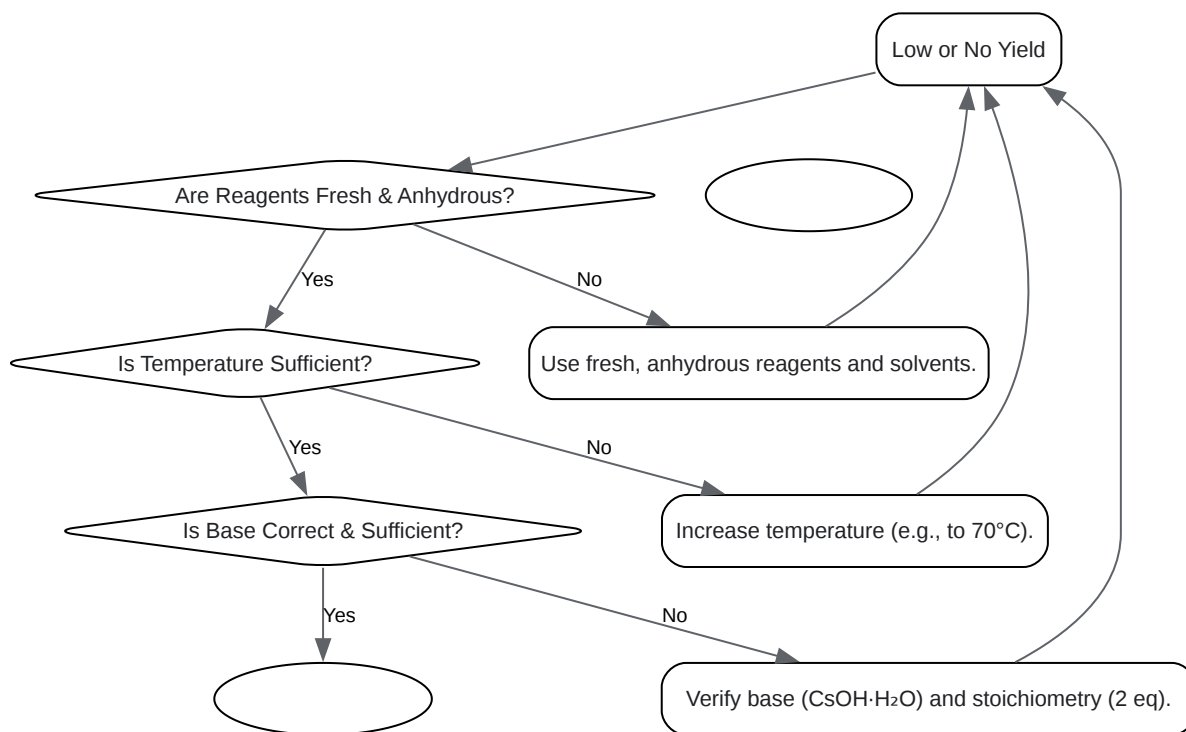 Low or No Yield
Are Reagents Fresh & Anhydrous?
Yes
No
Is Temperature Sufficient?
Use fresh, anhydrous reagents and solvents.
Yes
No
Is Base Correct & Sufficient?
Increase temperature (e.g., to 70°C).
Yes
No
Verify base (CsOH·H₂O) and stoichiometry (2 eq).